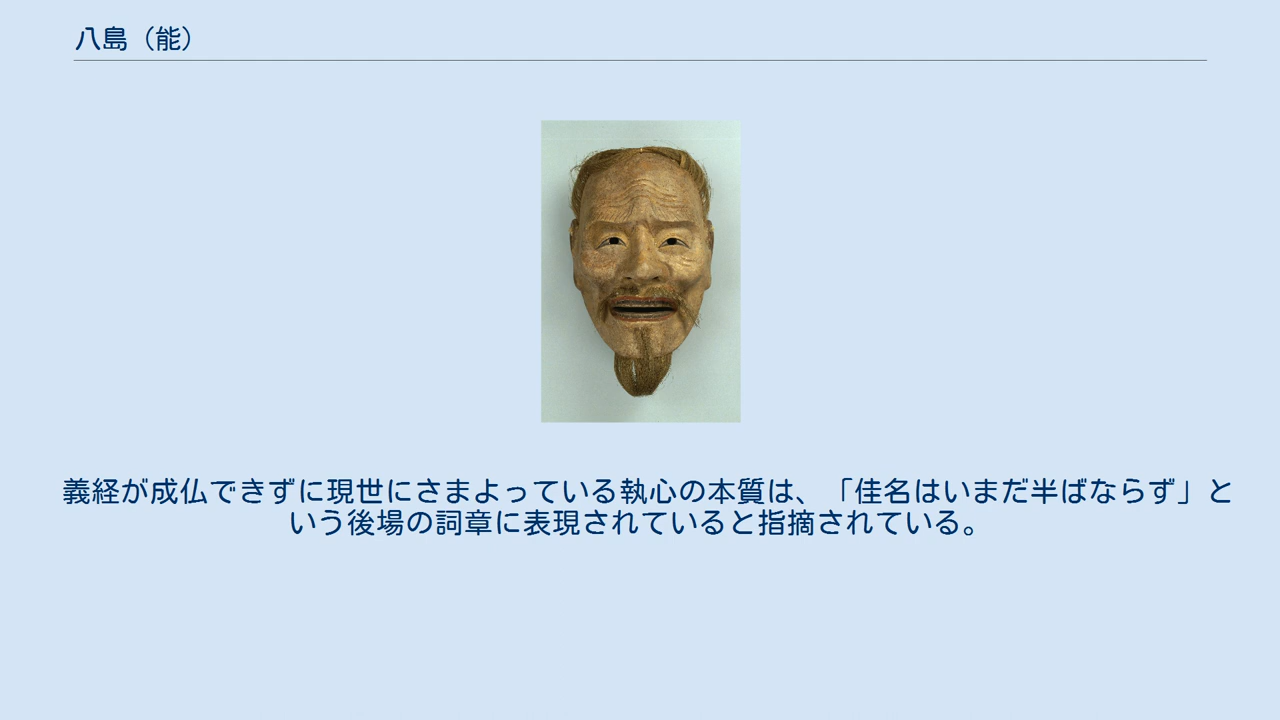 八島（能）
義経が成仏できずに現世にさまよっている執心の本質は、「佳名はいまだ半ばならず」と
いう後場の詞章に表現されていると指摘されている。